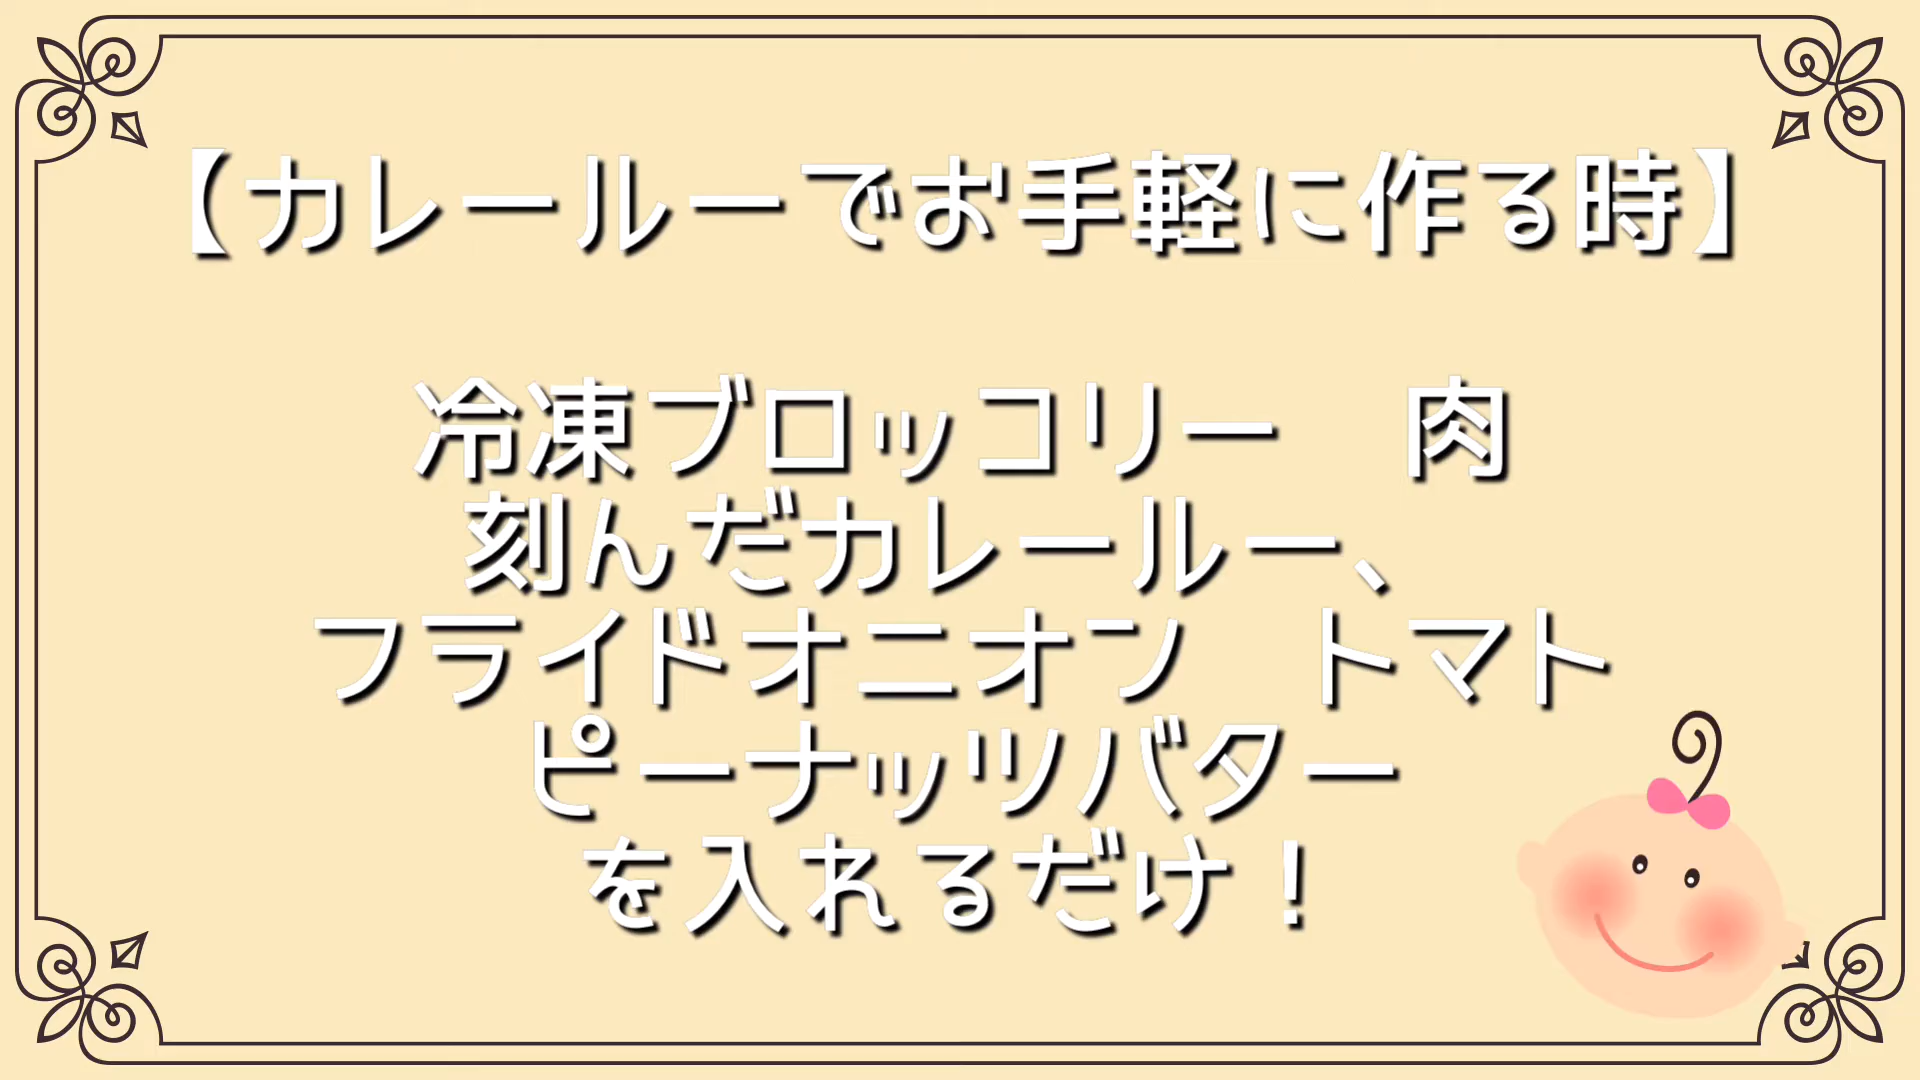 【カレールーでお手軽に作る時】
冷凍ブロッコリー　肉
刻んだカレールー、
フライドオニオン　トマト
ピーナッツバター
を入れるだけ！